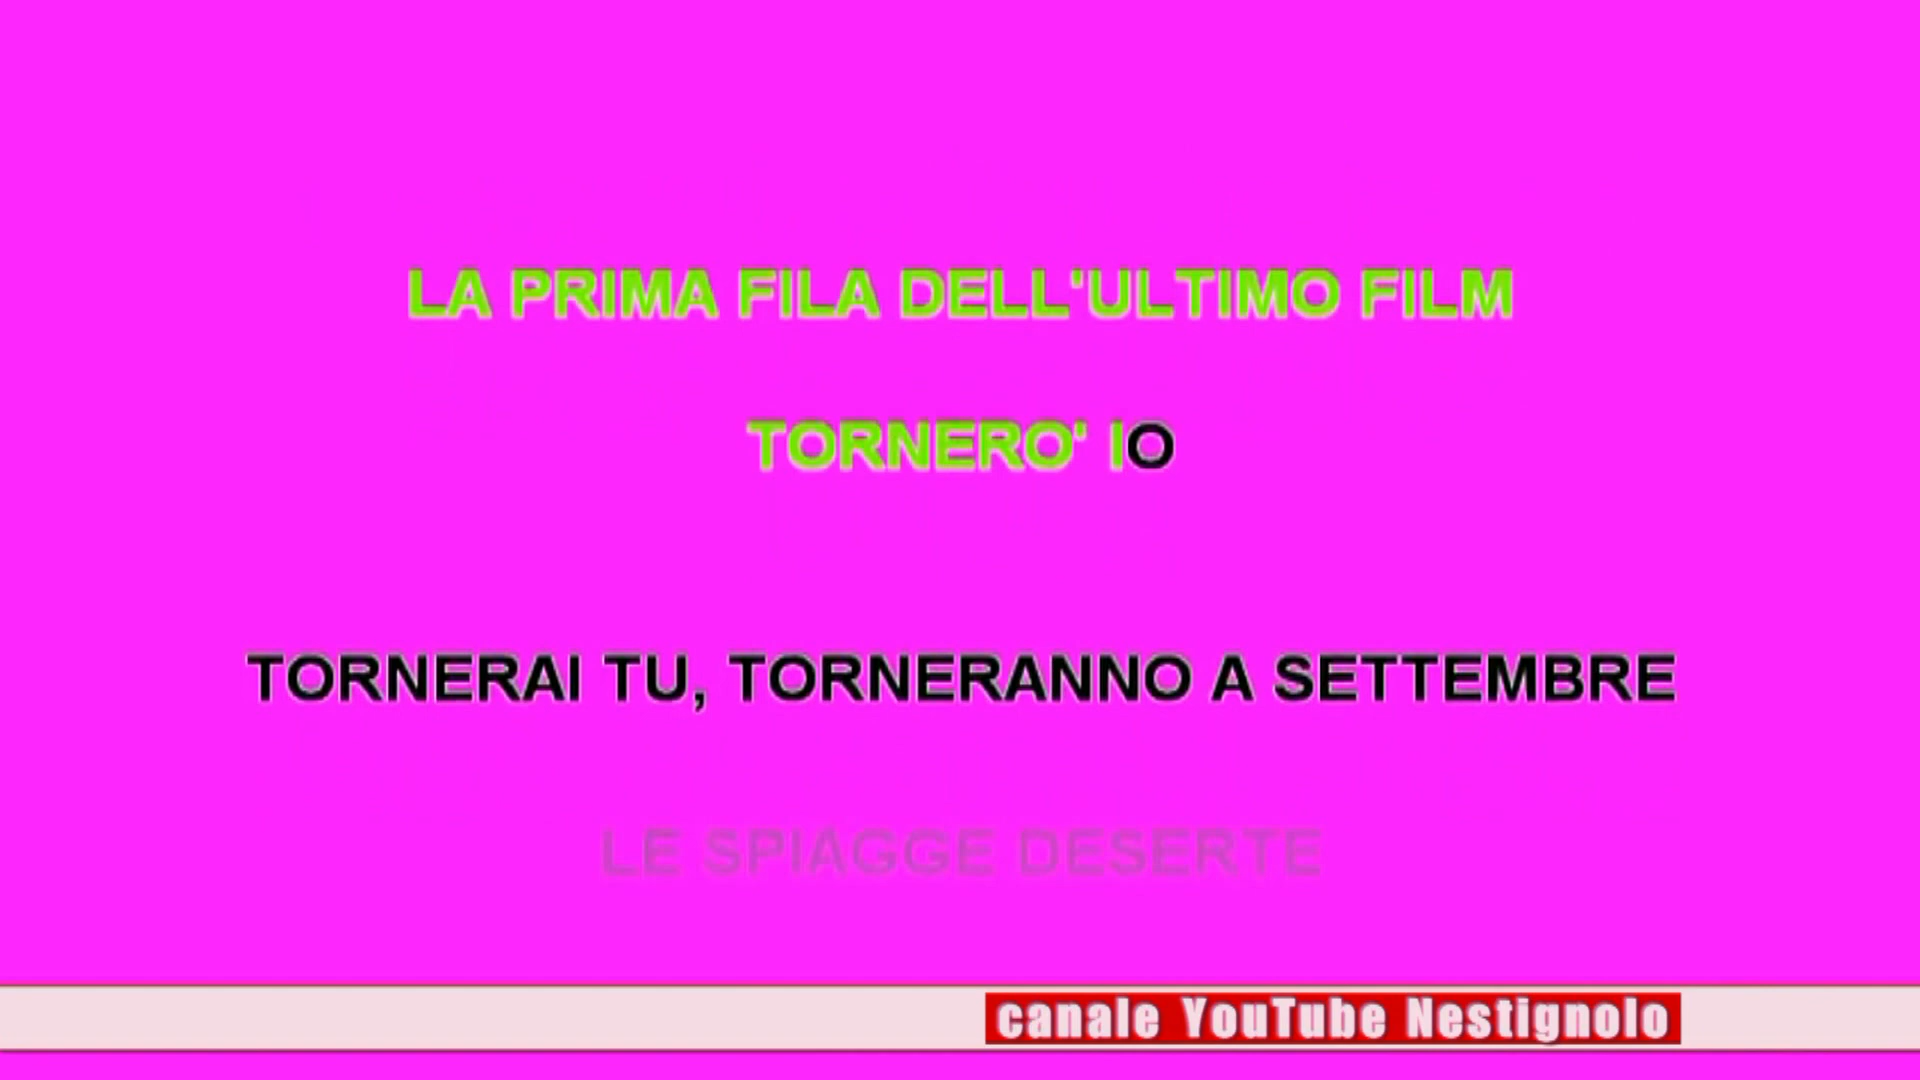 LA PRIMA FILA DELL'ULTIMO FILM
TORNERO' IO
TORNERAI TU, TORNERANNO A SETTEMBRE
LE SPIAGGE DESERTE
canale YouTube Nestignolo